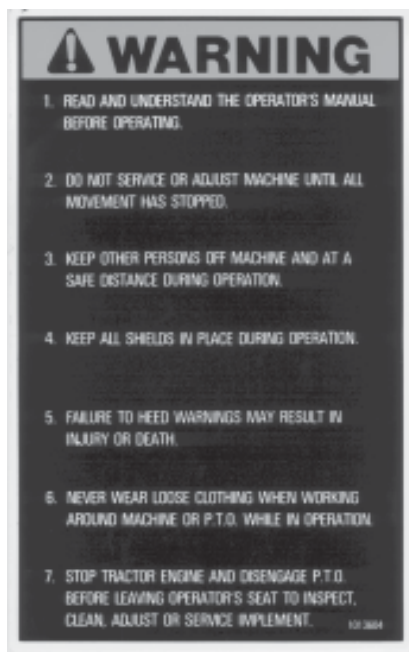 WARNING
1. READ AND UNDERSTAND THE OPERATOR'S MANUAL
BEFORE OPERATING.
2. DO NOT SERVICE OR ADJUST MACHINE UNTIL ALL
MOVEMENT HAS STOPPED.
3. KEEP OTHER PERSONS OFF MACHINE AND AT A
SAFE DISTANCE DURING OPERATION.
4. KEEP ALL SHIELDS IN PLACE DURING OPERATION.
5. FAILURE TO HEED WARNINGS MAY RESULT IN
INJURY OR DEATH.
6. NEVER WEAR LOOSE CLOTHING WHEN WORKING
AROUND MACHINE OR P.T.O. WHILE IN OPERATION.
7. STOP TRACTOR ENGINE AND DISENGAGE P.T.O.
BEFORE LEAVING OPERATOR'S SEAT TO INSPECT,
CLEAN, ADJUST OR SERVICE IMPLEMENT.